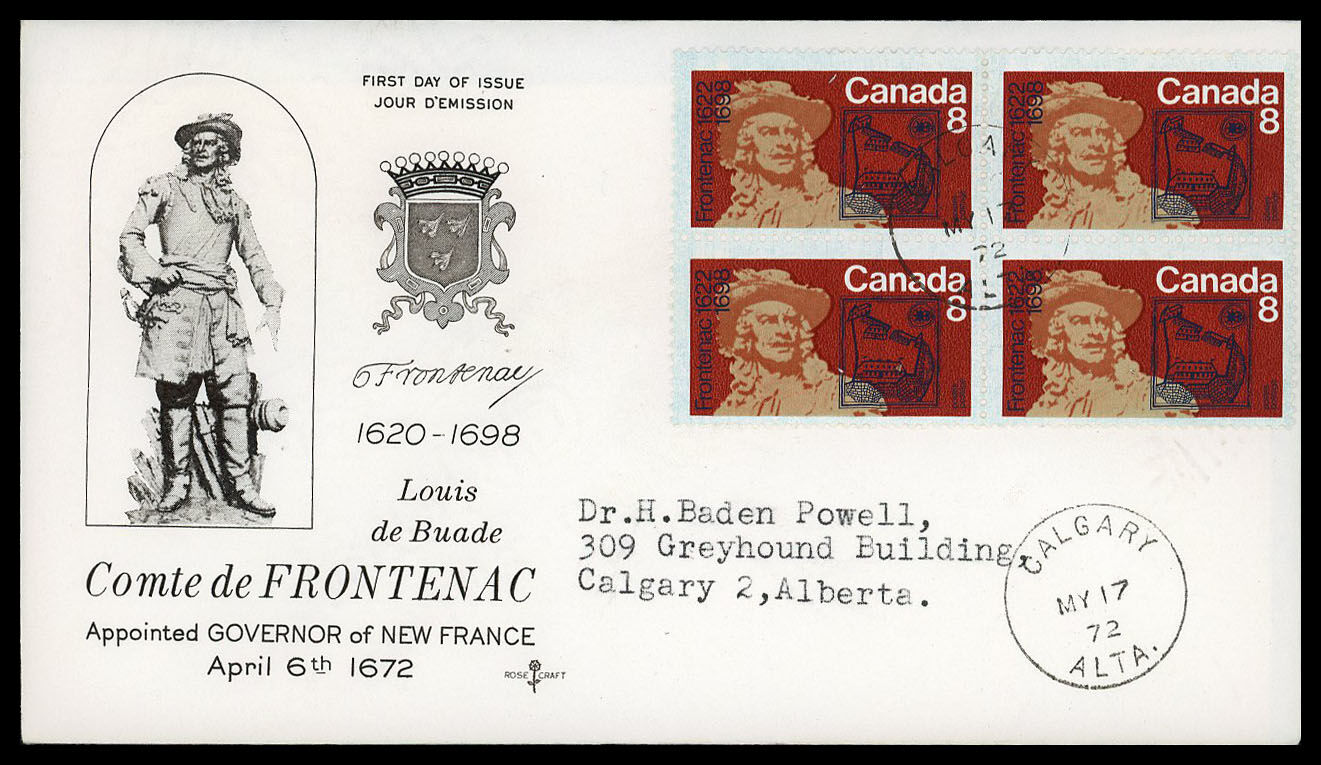 FIRST DAY OF ISSUE
JOUR D'EMISSION
Frontenac
1620-1698
Louis
de Buade
Comte de FRONTENAC
Appointed GOVERNOR of NEW FRANCE
April 6th 1672
ROSE CRAFT
Canada
8
Frontenac 1622
1698
Canada
8
Frontenac 1622
1698
Canada
8
Frontenac 1622
1698
Canada
8
Frontenac 1622
1698
MY 17
72
Dr.H.Baden Powell,
309 Greyhound Building,
Calgary 2,Alberta.
CALGARY
MY 17
72
ALTA.